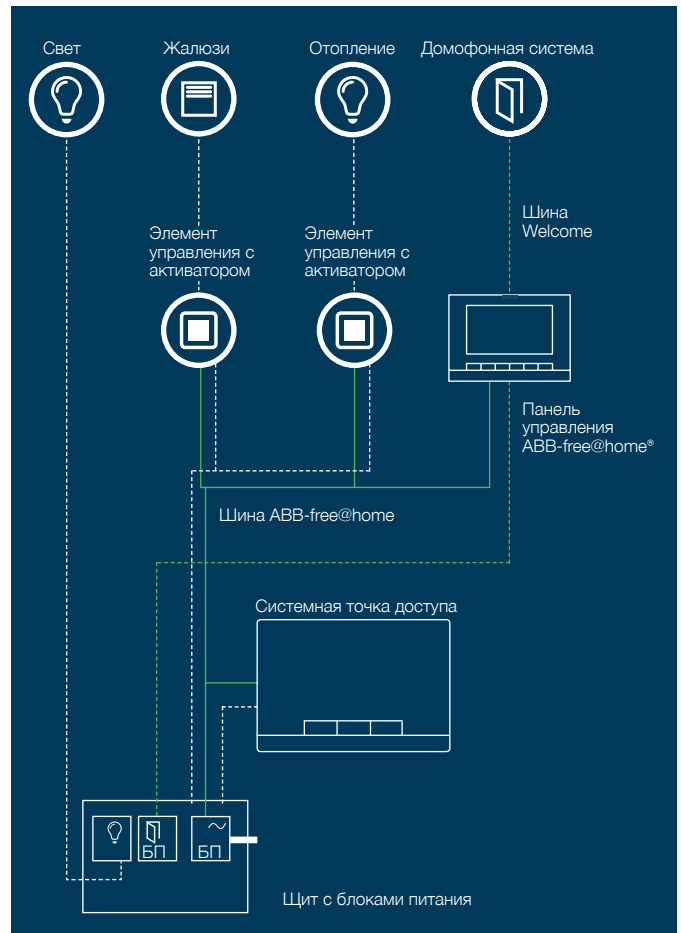 Свет
Жалюзи
Отопление
Домофонная система
Шина
Welcome
Элемент
управления с
активатором
Элемент
управления с
активатором
Панель
управления
ABB-free@home®
Шина ABB-free@home
Системная точка доступа
БП
БП
Щит с блоками питания